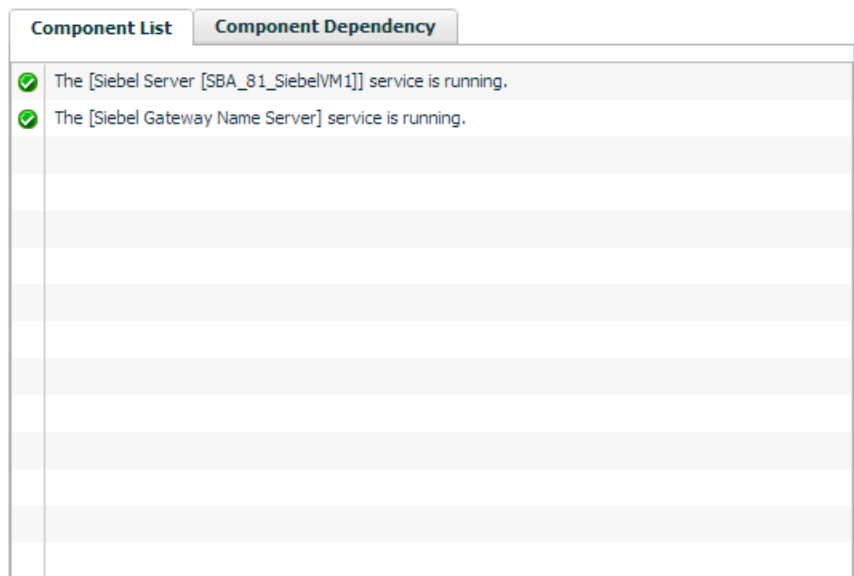 Component List
Component Dependency
The [Siebel Server [SBA_81_SiebelVM1]] service is running.
The [Siebel Gateway Name Server] service is running.